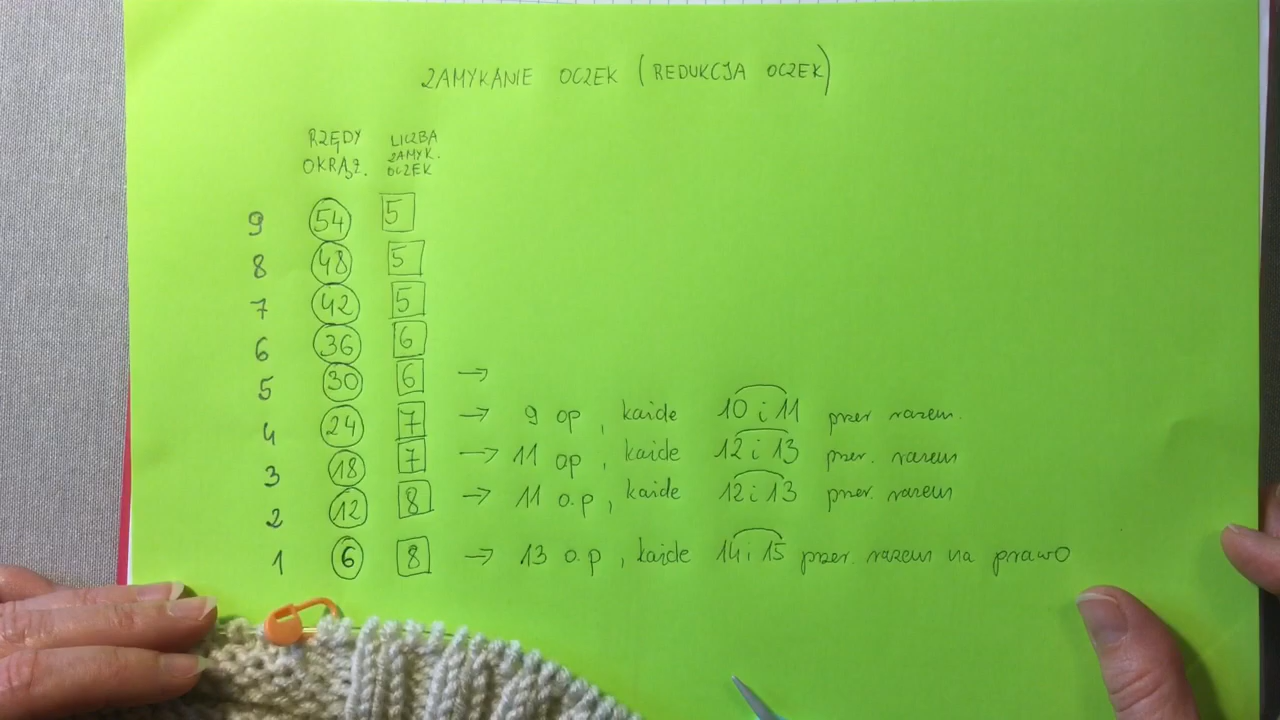 ZAMYKANIE OCZEK (REDUKCJA OCZEK)
RZĘDY OKRĄŻ.
LICZBA ZAMYK. OCZEK
9 54 5
8 48 5
7 42 5
6 36 6
5 30 6 →
4 24 7 → 9 op, każde 10 i 11 przer razem.
3 18 7 → 11 op, każde 12 i 13 przer. razem
2 12 8 → 11 o.p, każde 12 i 13 przer. razem
1 6 8 → 13 o.p, każde 14 i 15 przer. razem na prawo